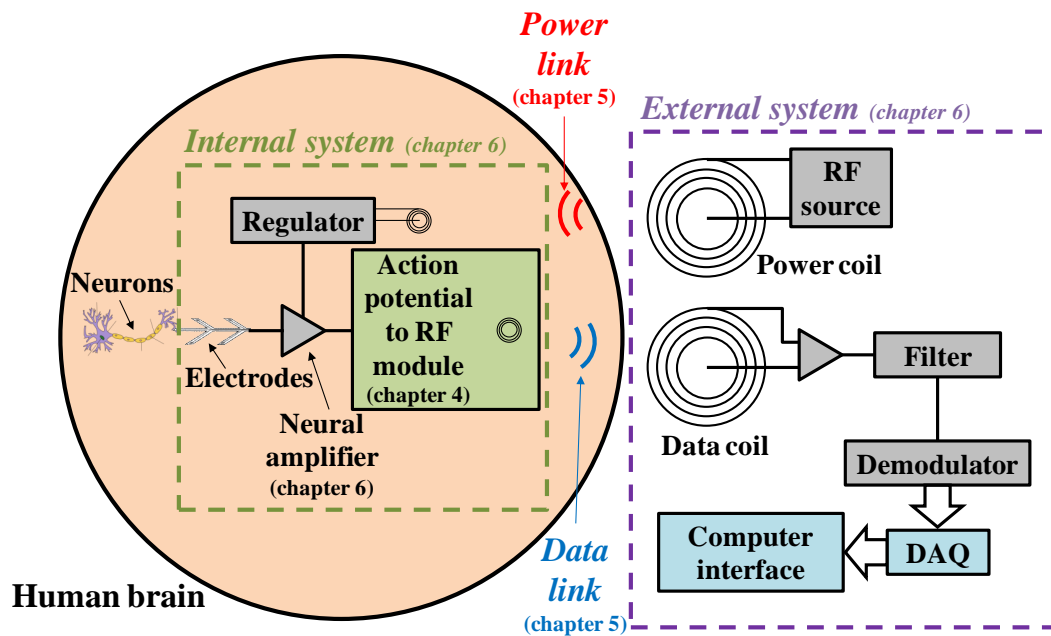 Power
link
(chapter 5)
External system (chapter 6)
Internal system (chapter 6)
RF
source
Regulator
Power coil
Action
potential
to RF
module
(chapter 4)
Neurons
Electrodes
Neural
amplifier
(chapter 6)
Filter
Data coil
Demodulator
Computer
interface
DAQ
Data
link
(chapter 5)
Human brain